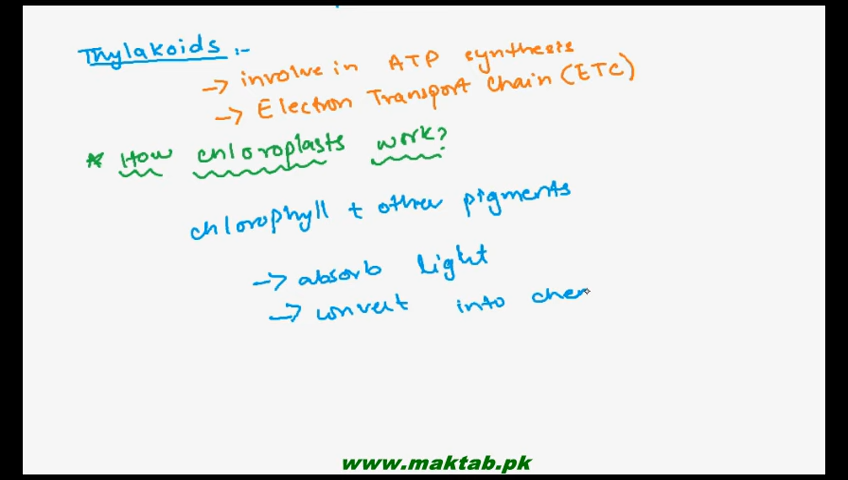 Thylakoids :-
→ involve in ATP synthesis
→ Electron Transport Chain (ETC)
* How chloroplasts work?
chlorophyll + other pigments
→ absorb light
→ convert into chem
www.maktab.pk